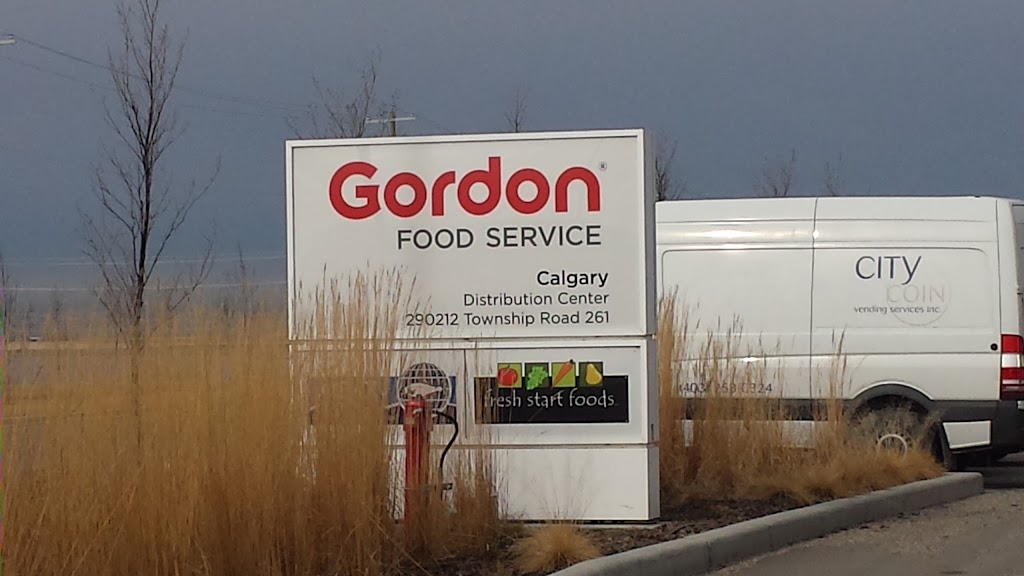 Gordon®
FOOD SERVICE
Calgary
Distribution Center
290212 Township Road 261
fresh start foods
CITY
COIN
vending services inc.